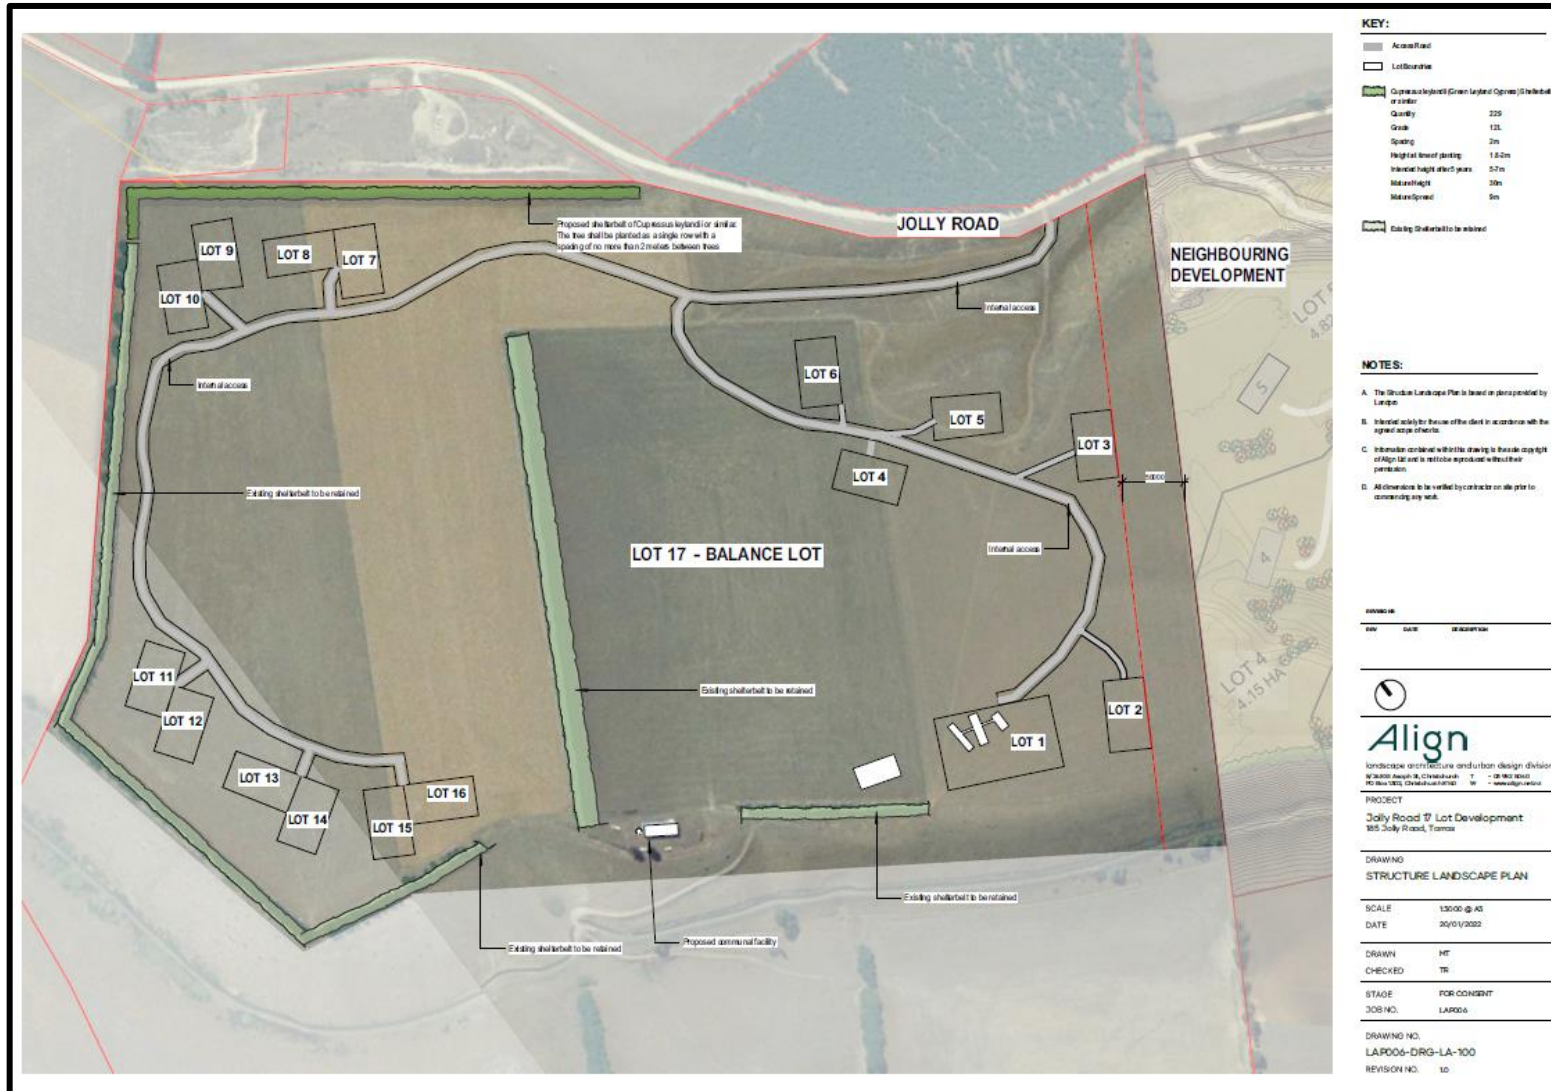 JOLLY ROAD
NEIGHBOURING
DEVELOPMENT
LOT 9
LOT 8
LOT 7
LOT 10
Proposed shelterbelt of Cupressus leylandii or similar.
The tree shall be planted as a single row with a
spacing of no more than 2 meters between trees
Internal access
LOT 5
4.82
Internal access
LOT 6
LOT 5
5
LOT 3
LOT 4
50000
Existing shelterbelt to be retained
LOT 17 - BALANCE LOT
Internal access
4
LOT 4
4.15 HA
LOT 11
LOT 12
Existing shelterbelt to be retained
LOT 2
LOT 1
LOT 13
LOT 16
LOT 14
LOT 15
Existing shelterbelt to be retained
Existing shelterbelt to be retained
Proposed communal facility
KEY:
Access Road
Lot Boundries
Cupressus leylandii (Green Leyland Cypress) Shelterbelt
or similar
Quantity 229
Grade 12L
Spacing 2m
Height at time of planting 1.8-2m
Intended height after 5 years 5-7m
Mature Height 30m
Mature Spread 9m
Existing Shelterbelt to be retained
NOTES:
A. The Structure Landscape Plan is based on plans provided by
Landpro
B. Intended solely for the use of the client in accordance with the
agreed scope of works.
C. Information contained within this drawing is the sole copyright
of Align Ltd and is not to be reproduced without their
permission.
D. All dimensions to be verified by contractor on site prior to
commencing any work.
REVISIONS
REV DATE DESCRIPTION
Align
landscape architecture and urban design division
PROJECT
Jolly Road 17 Lot Development
185 Jolly Road, Tarras
DRAWING
STRUCTURE LANDSCAPE PLAN
SCALE 1:3000 @ A3
DATE 20/01/2022
DRAWN MT
CHECKED TR
STAGE FOR CONSENT
JOB NO. LAP006
DRAWING NO.
LAP006-DRG-LA-100
REVISION NO. 1.0